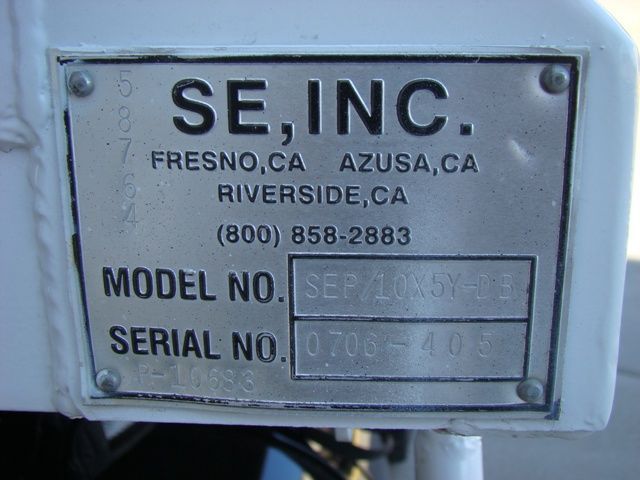 58764
SE, INC.
FRESNO, CA AZUSA, CA
RIVERSIDE, CA
(800) 858-2883
MODEL NO. SEP/10X5Y-DB
SERIAL NO. 0706-405
P-10683